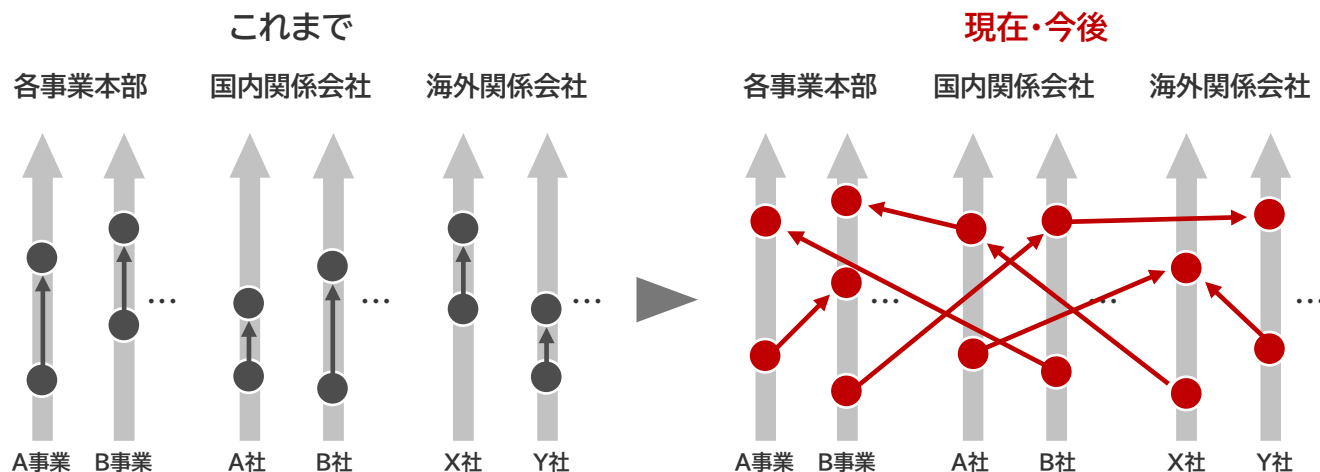 これまで
各事業本部 国内関係会社 海外関係会社
… … …
A事業 B事業 A社 B社 X社 Y社
現在・今後
各事業本部 国内関係会社 海外関係会社
… … …
A事業 B事業 A社 B社 X社 Y社